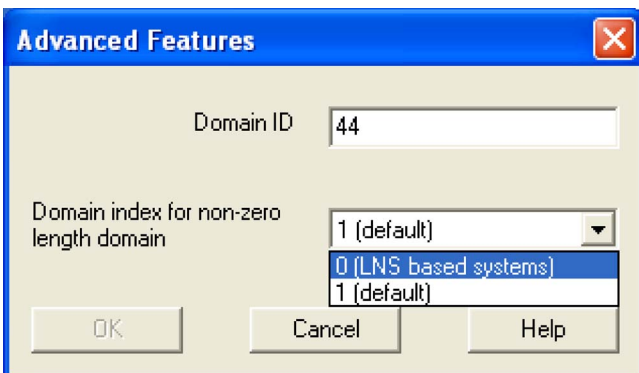 Advanced Features
Domain ID
44
Domain index for non-zero
length domain
1 (default)
0 (LNS based systems)
1 (default)
OK
Cancel
Help